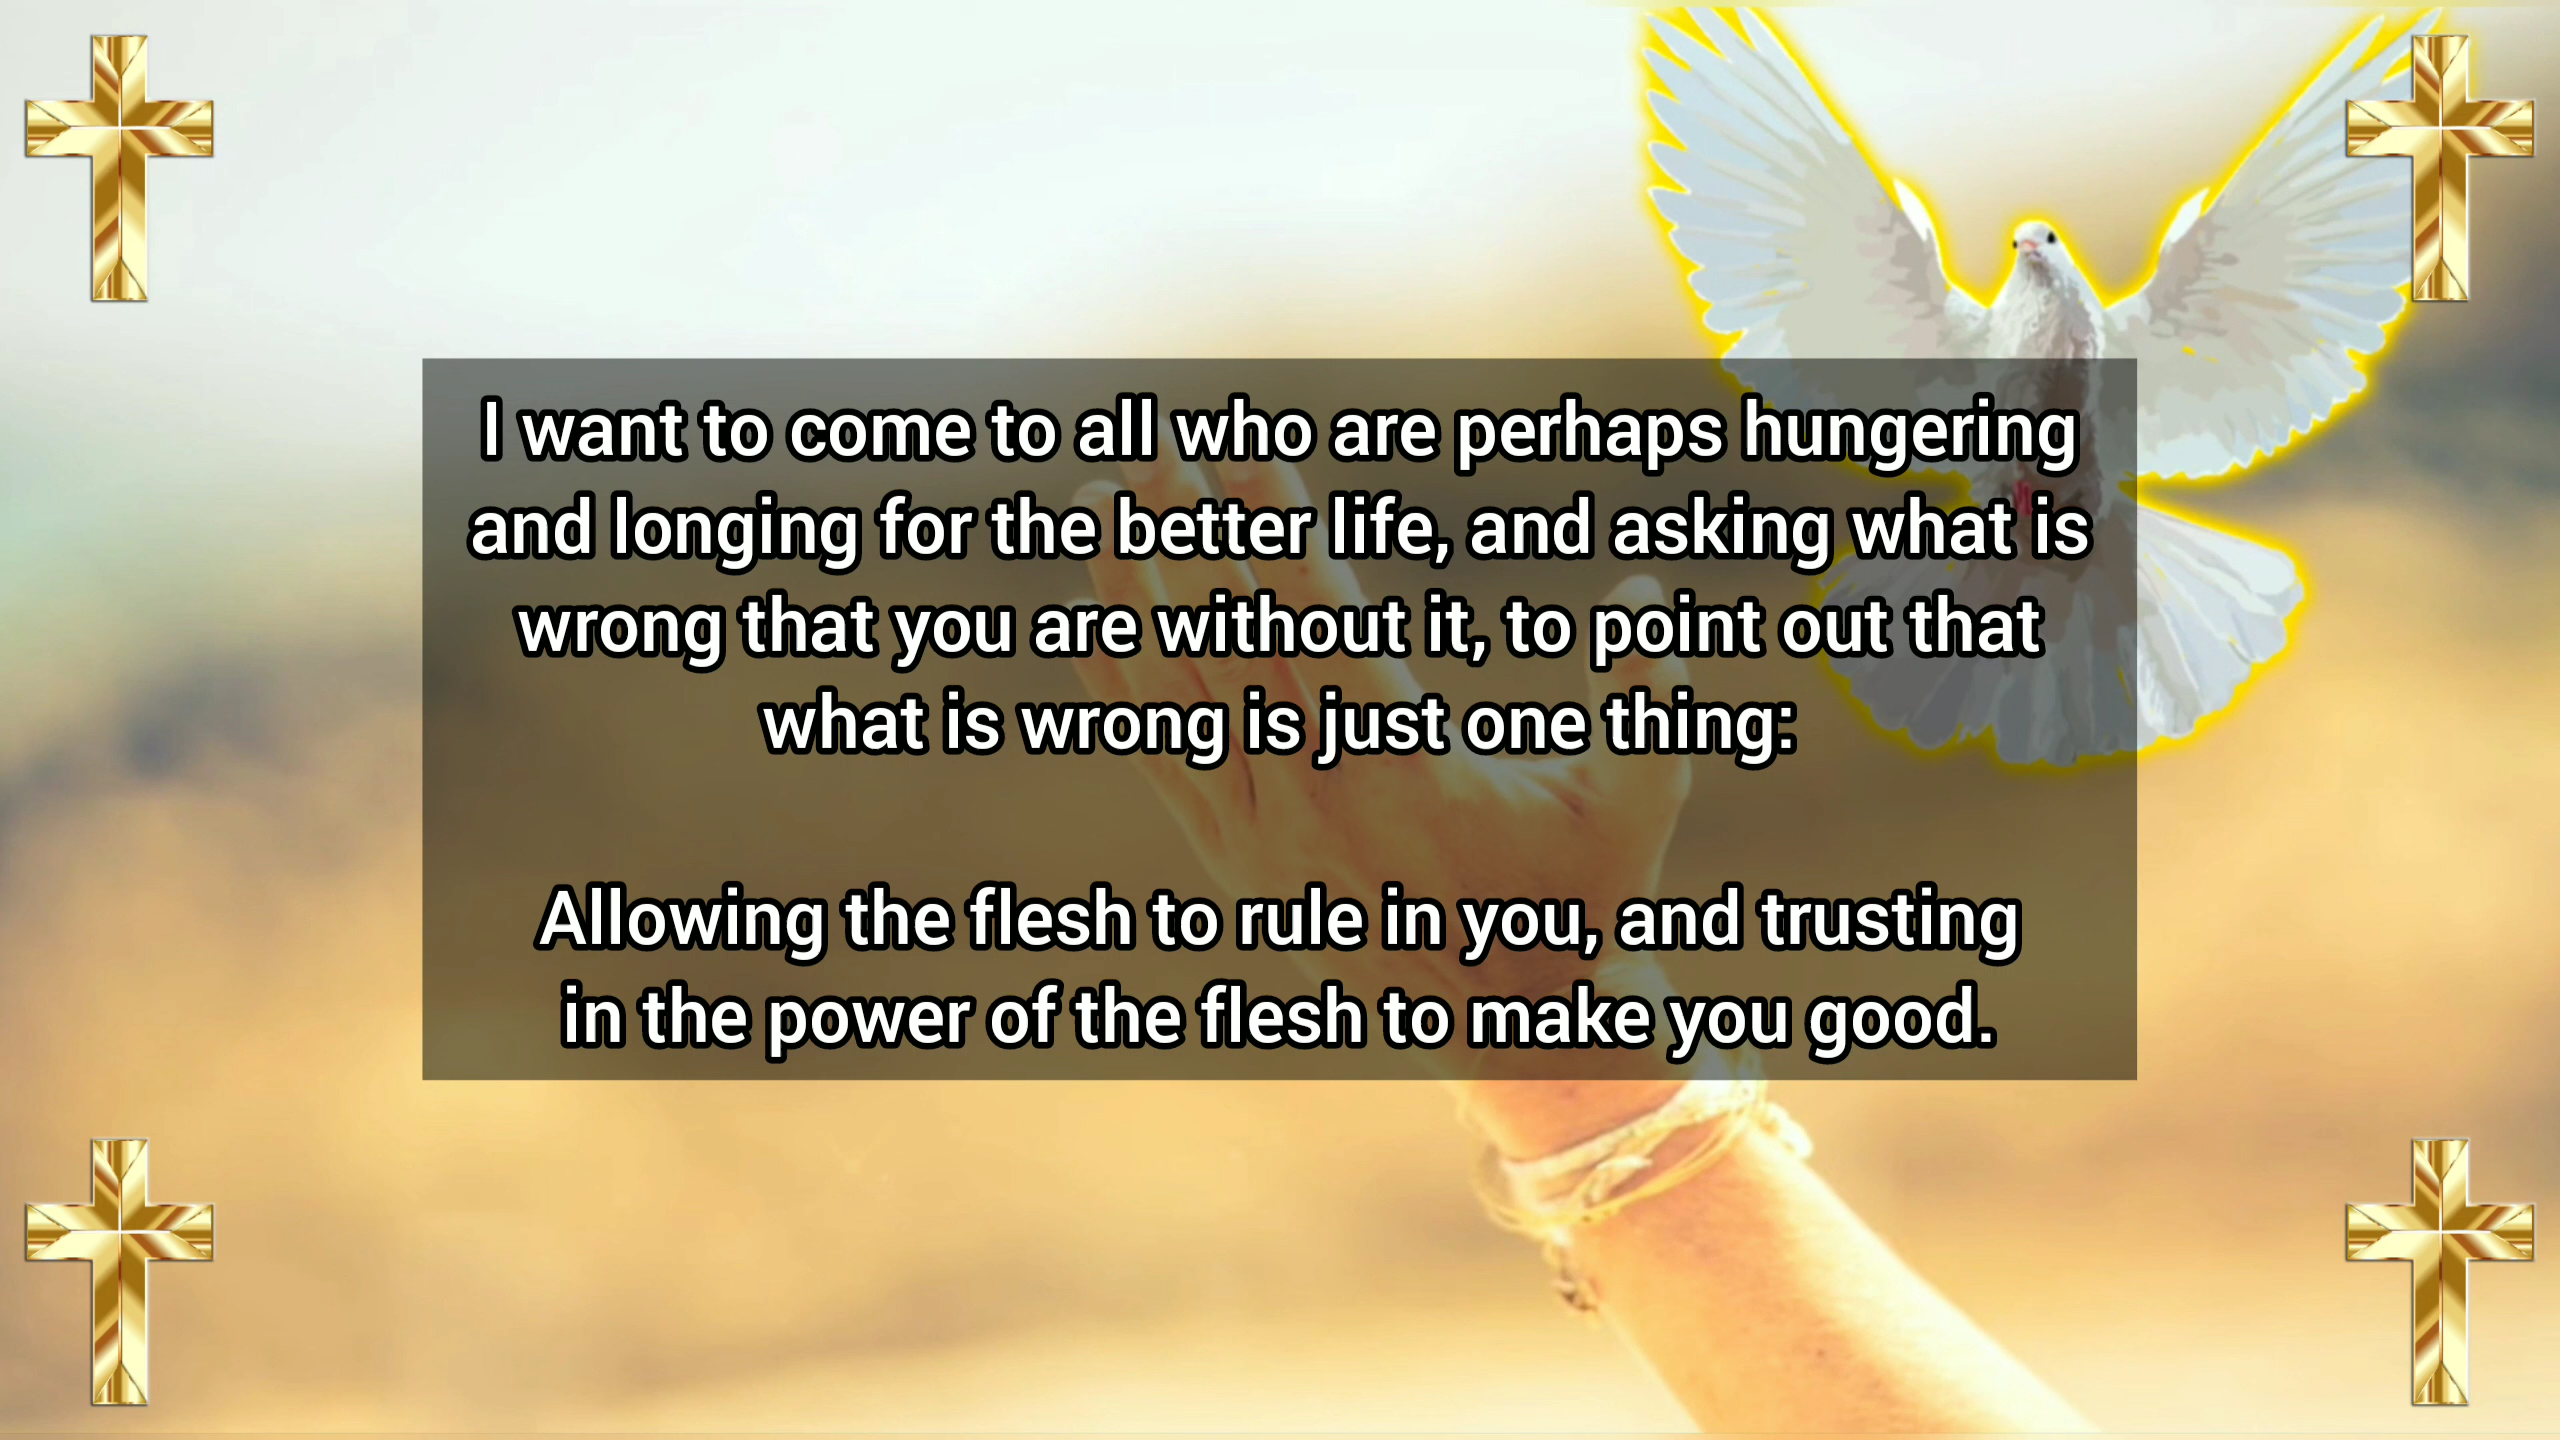 I want to come to all who are perhaps hungering
and longing for the better life, and asking what is
wrong that you are without it, to point out that
what is wrong is just one thing:
Allowing the flesh to rule in you, and trusting
in the power of the flesh to make you good.